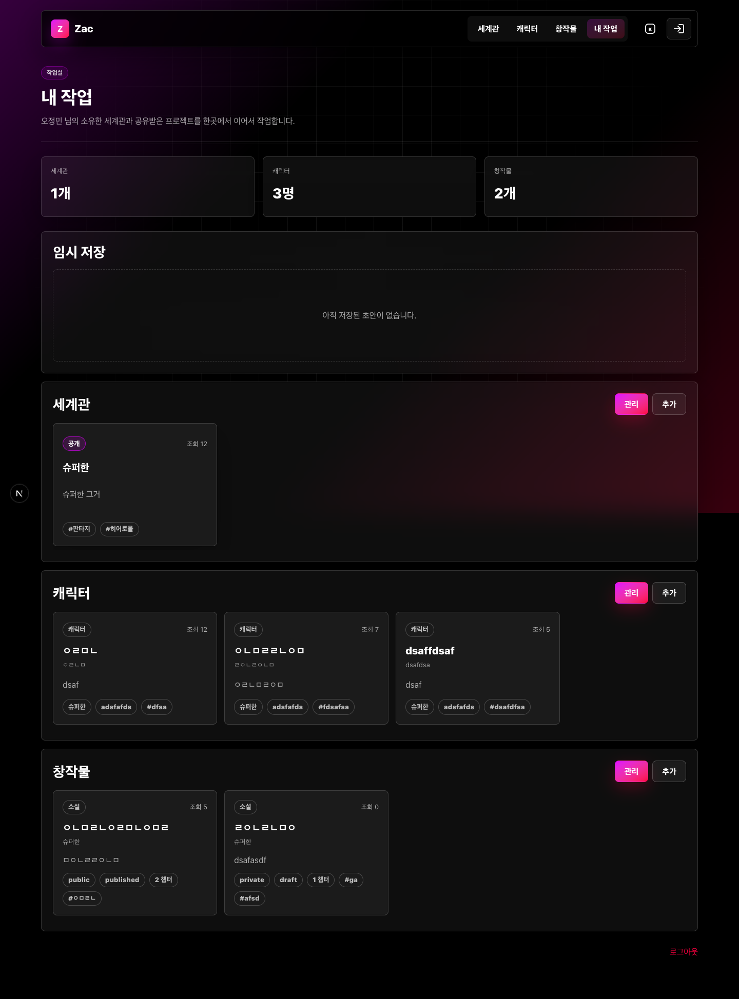 Z Zac 세계관 캐릭터 창작물 내 작업 K
작업실
내 작업
오정민 님의 소유한 세계관과 공유받은 프로젝트를 한곳에서 이어서 작업합니다.
세계관 캐릭터 창작물
1개 3명 2개
임시 저장
아직 저장된 초안이 없습니다.
세계관 관리 추가
공개 조회 12
슈퍼한
슈퍼한 그거
#판타지 #히어로물
N
캐릭터 관리 추가
캐릭터 조회 12
ㅇㄹㅁㄴ
ㅇㄹㄴㅁ
dsaf
슈퍼한 adsfafds #dfsa
캐릭터 조회 7
ㅇㄴㅁㄹㄹㄴㅇㅁ
ㄹㅇㄴㄹㅇㄴㅁ
ㅇㄹㄴㅁㄹㅇㅁ
슈퍼한 adsfafds #fdsafsa
캐릭터 조회 5
dsaffdsaf
dsafdsa
dsaf
슈퍼한 adsfafds #dsafdfsa
창작물 관리 추가
소설 조회 5
ㅇㄴㅁㄹㄴㅇㄹㅁㄴㅇㅁㄹ
슈퍼한
ㅁㅇㄴㄹㄹㅇㄴㅁ
public published 2 챕터
#ㅇㅁㄹㄴ
소설 조회 0
ㄹㅇㄴㄹㄴㅁㅇ
슈퍼한
dsafasdf
private draft 1 챕터 #ga
#afsd
로그아웃